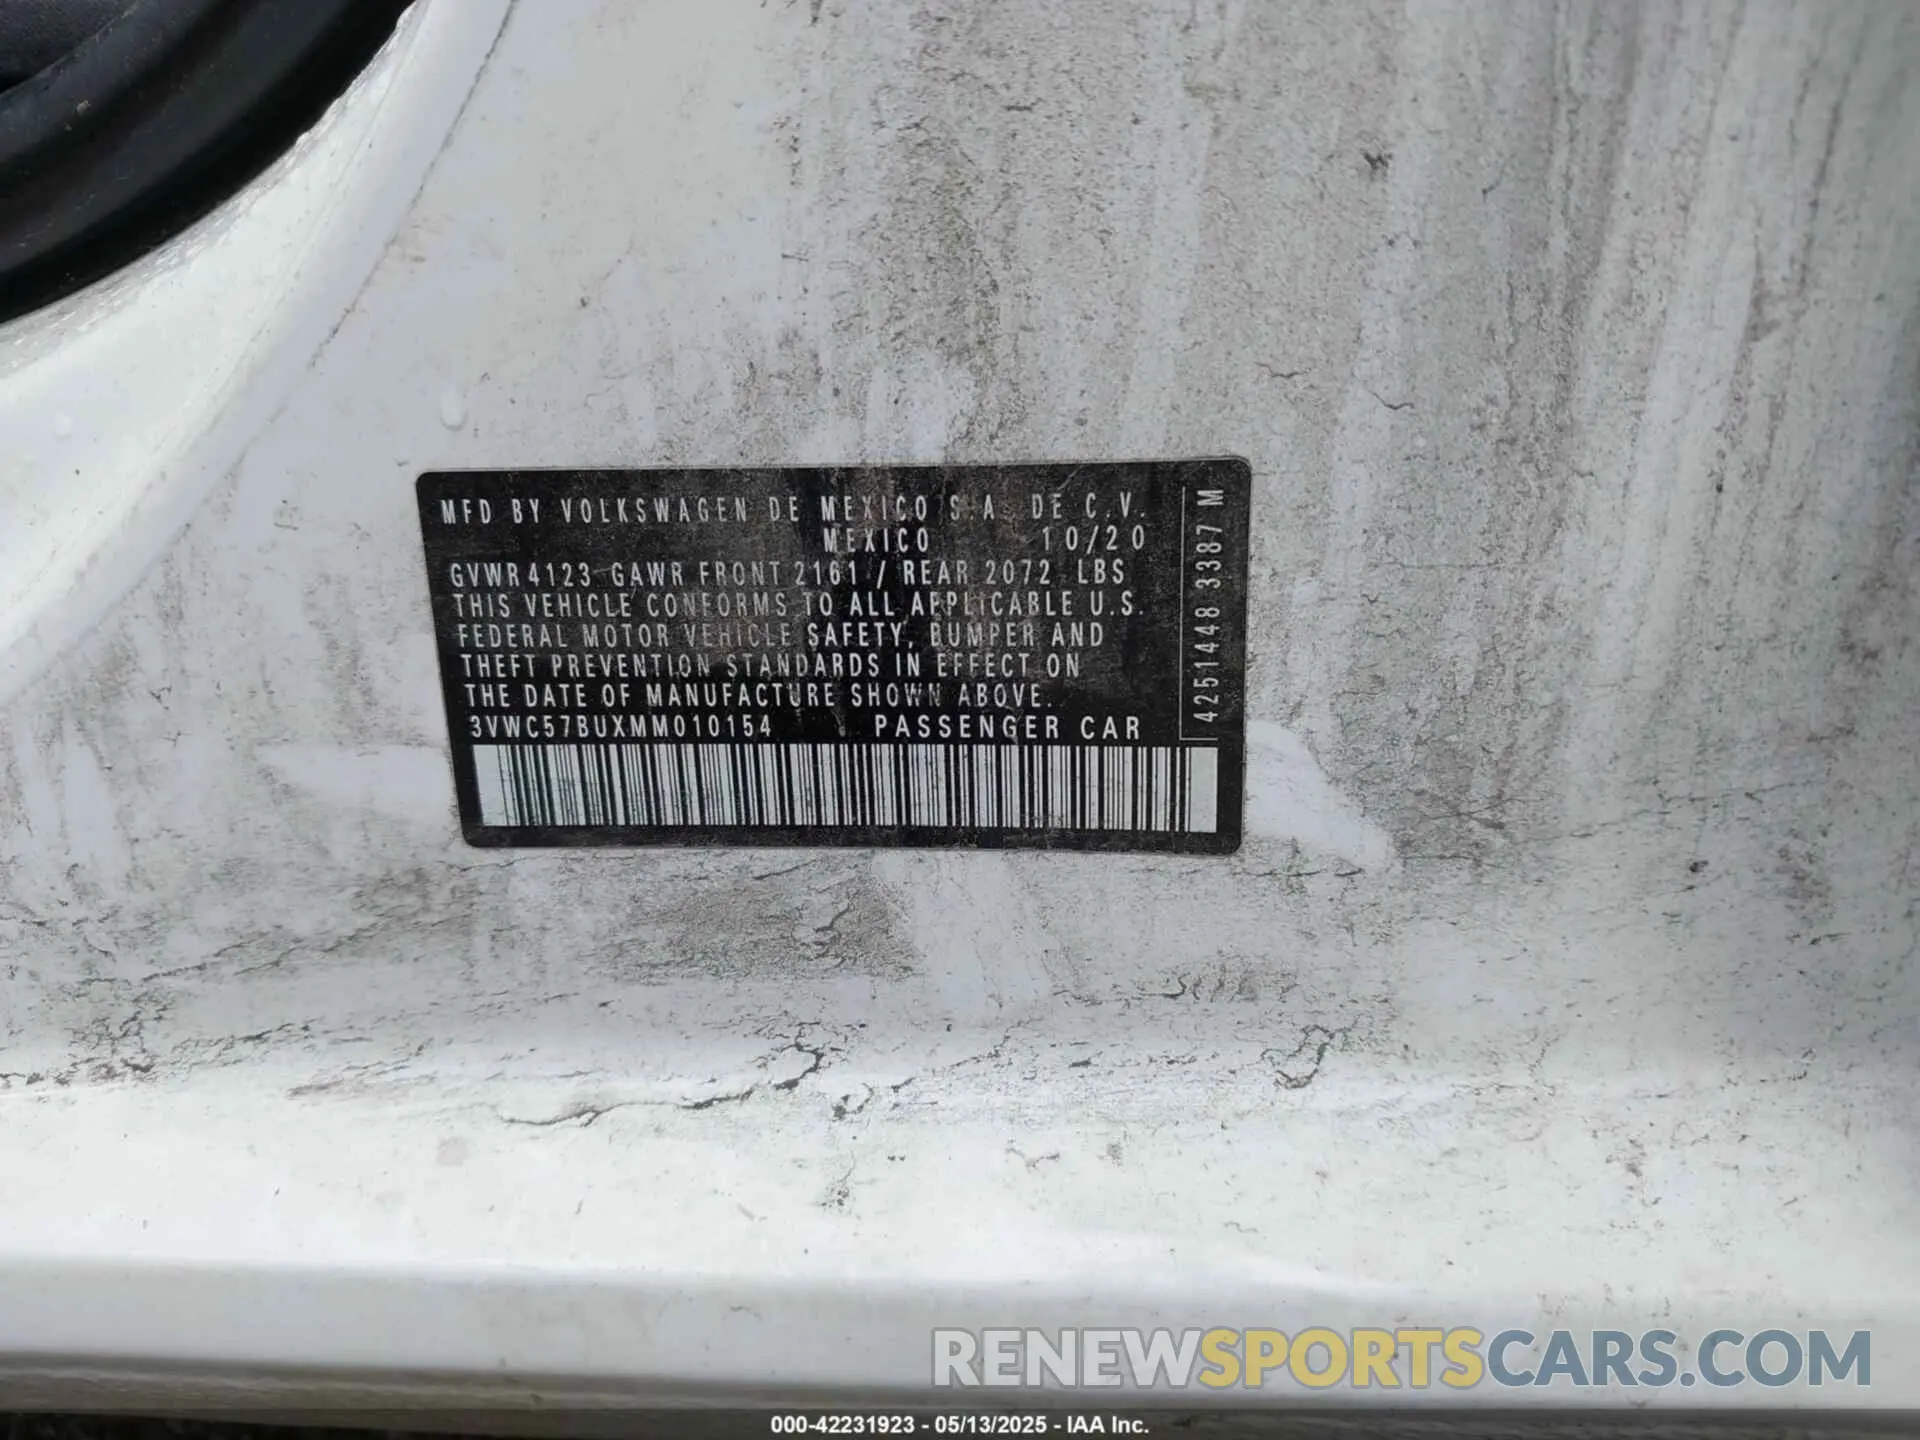 MFD BY VOLKSWAGEN DE MEXICO S.A. DE C.V.
MEXICO 10/20
GVWR 4123 GAWR FRONT 2161 / REAR 2072 LBS
THIS VEHICLE CONFORMS TO ALL APPLICABLE U.S.
FEDERAL MOTOR VEHICLE SAFETY, BUMPER AND
THEFT PREVENTION STANDARDS IN EFFECT ON
THE DATE OF MANUFACTURE SHOWN ABOVE.
3VWC57BUXMM010154 PASSENGER CAR
4251448 3387 M
RENEWSPORTSCARS.COM
000-42231923 - 05/13/2025 - IAA Inc.